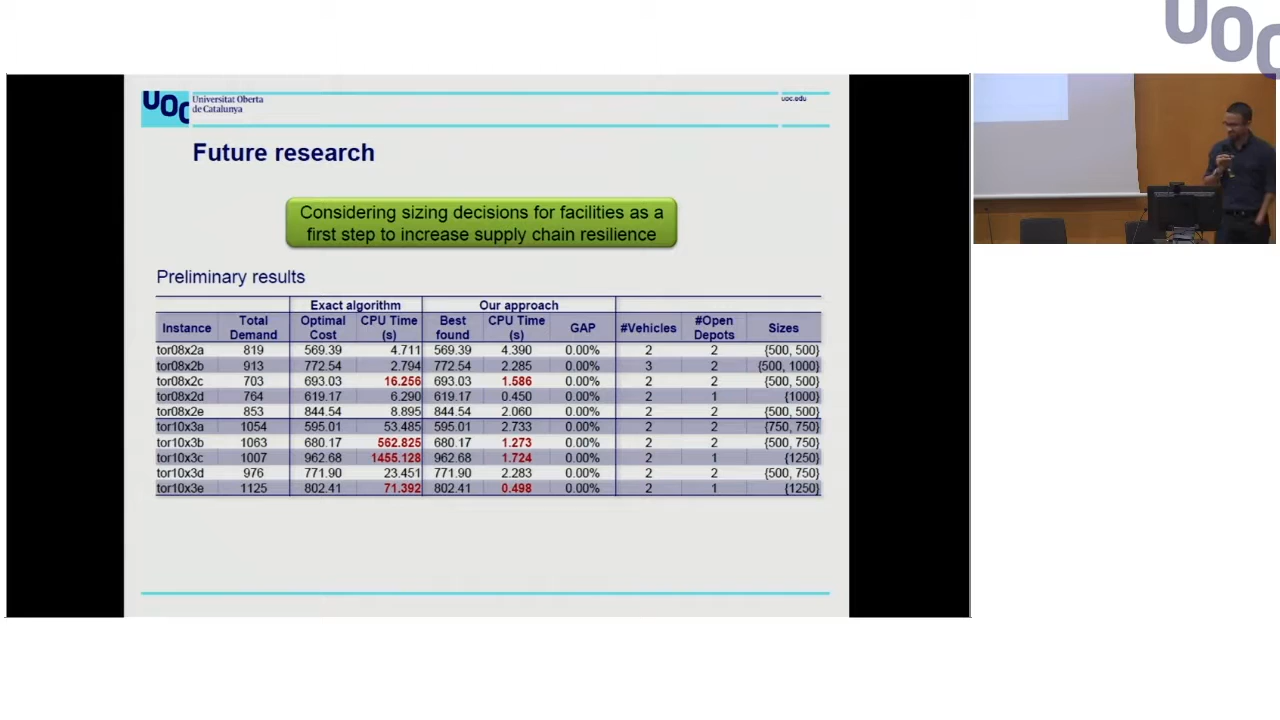 UOC
UOC Universitat Oberta
de Catalunya
uoc.edu
Future research
Considering sizing decisions for facilities as a
first step to increase supply chain resilience
Preliminary results
Exact algorithm Our approach
Instance Total Demand Optimal Cost CPU Time (s) Best found CPU Time (s) GAP #Vehicles #Open Depots Sizes
tor08x2a 819 569.39 4.711 569.39 4.390 0.00% 2 2 {500, 500}
tor08x2b 913 772.54 2.794 772.54 2.285 0.00% 3 2 {500, 1000}
tor08x2c 703 693.03 16.256 693.03 1.586 0.00% 2 2 {500, 500}
tor08x2d 764 619.17 6.290 619.17 0.450 0.00% 2 1 {1000}
tor08x2e 853 844.54 8.895 844.54 2.060 0.00% 2 2 {500, 500}
tor10x3a 1054 595.01 53.485 595.01 2.733 0.00% 2 2 {750, 750}
tor10x3b 1063 680.17 562.825 680.17 1.273 0.00% 2 2 {500, 750}
tor10x3c 1007 962.68 1455.128 962.68 1.724 0.00% 2 1 {1250}
tor10x3d 976 771.90 23.451 771.90 2.283 0.00% 2 2 {500, 750}
tor10x3e 1125 802.41 71.392 802.41 0.498 0.00% 2 1 {1250}